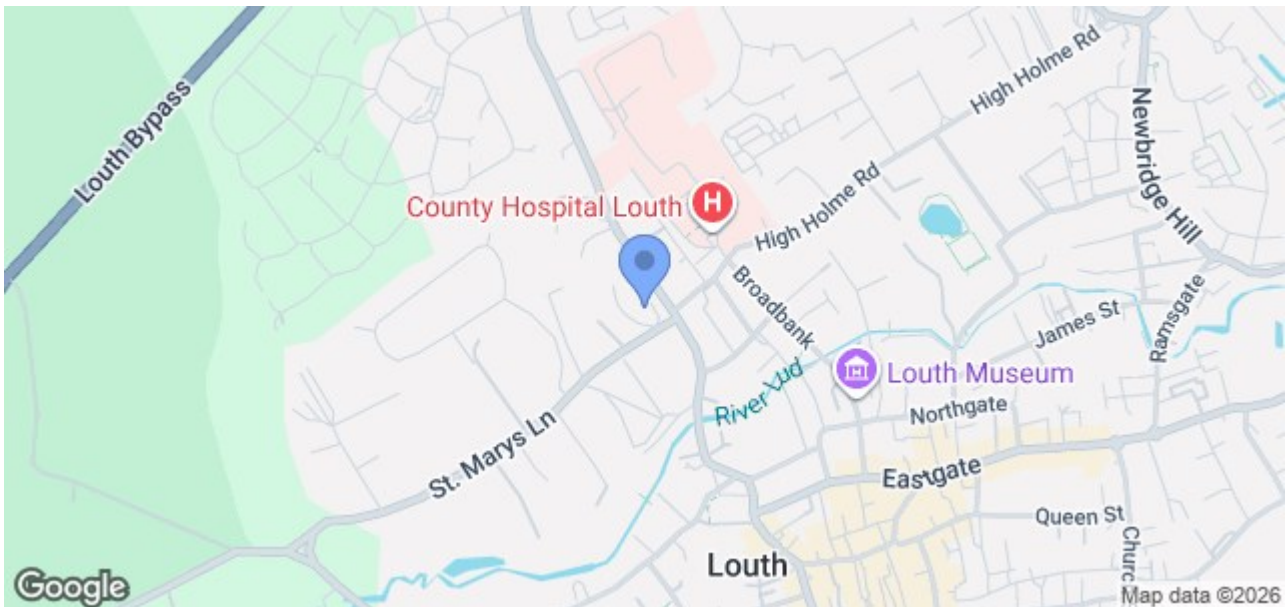 High Holme Rd
Newbridge Hill
Louth Bypass
County Hospital Louth
H
High Holme Rd
Broadbank
Ramsgate
James St
River Lud
Louth Museum
Northgate
St. Marys Ln
Eastgate
Queen St
Louth
Churc
Google
Map data ©2026